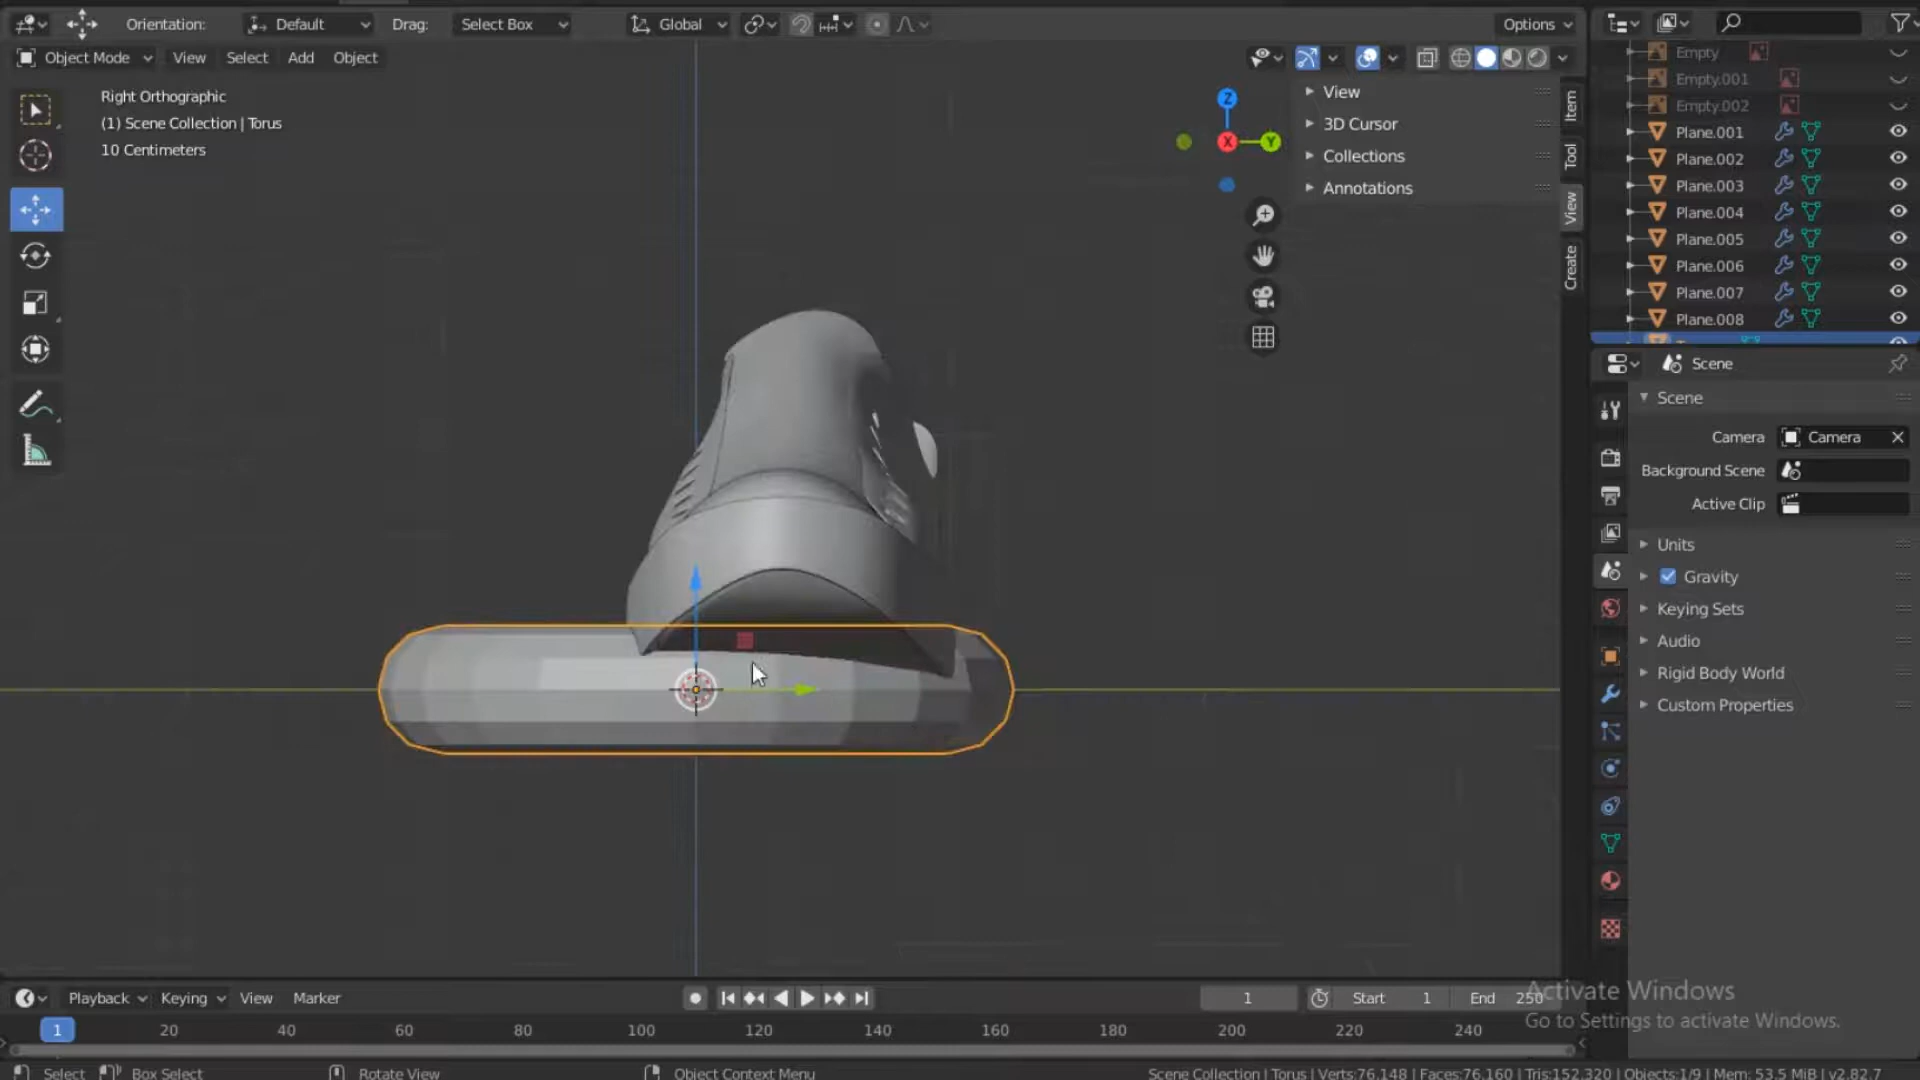 Orientation: Default Drag: Select Box Global Options
Object Mode View Select Add Object
Right Orthographic
(1) Scene Collection | Torus
10 Centimeters
Z
X
Y
View
3D Cursor
Collections
Annotations
Item
Tool
View
Create
Empty
Empty.001
Empty.002
Plane.001
Plane.002
Plane.003
Plane.004
Plane.005
Plane.006
Plane.007
Plane.008
Scene
Scene
Camera Camera
Background Scene
Active Clip
Units
Gravity
Keying Sets
Audio
Rigid Body World
Custom Properties
Playback Keying View Marker 1 Start 1 End 250
1 20 40 60 80 100 120 140 160 180 200 220 240
Activate Windows
Go to Settings to activate Windows.
Select Box Select Rotate View Object Context Menu Scene Collection | Torus | Verts:76,148 | Faces:76,160 | Tris:152,320 | Objects:1/9 | Mem: 53.5 MiB | v2.82.7